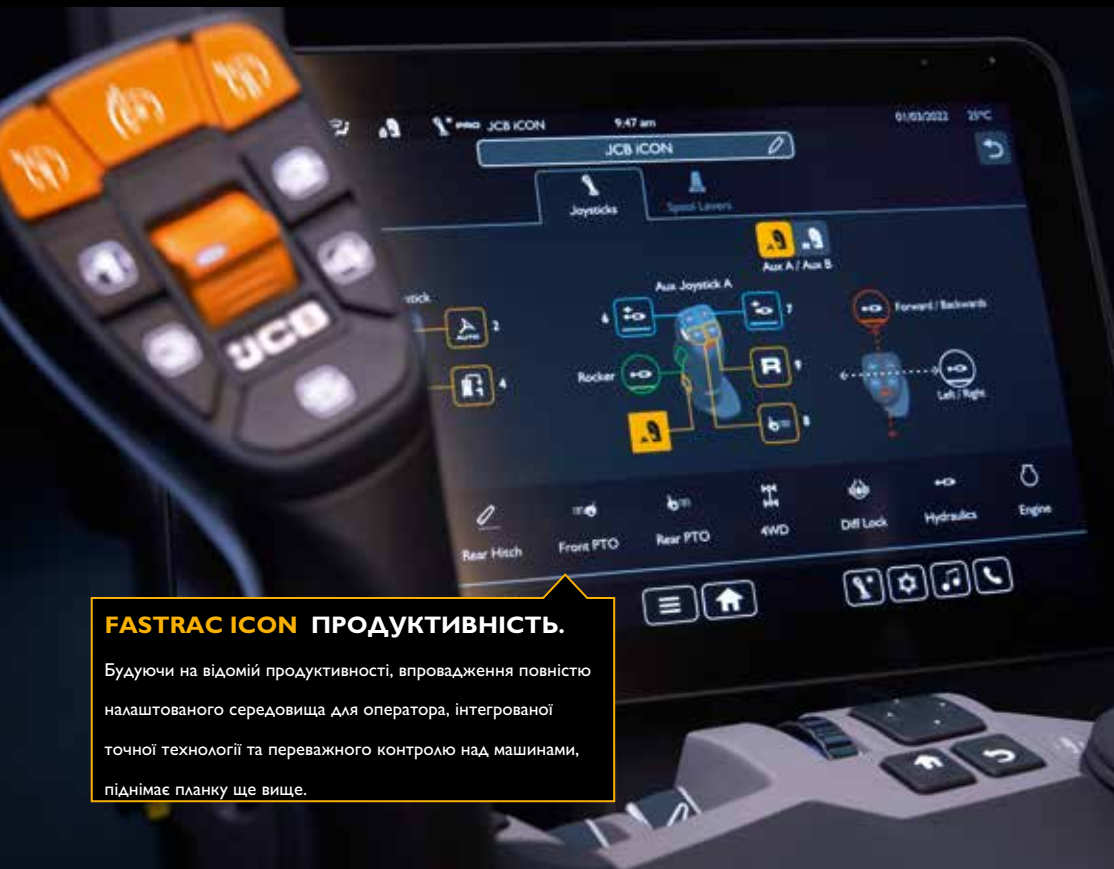 PRO JCB iCON
9:47 am
01/03/2022 25°C
JCB iCON
Joysticks
Spool Levers
Aux A / Aux B
Aux Joystick A
2
AUTO
4
6
7
Rocker
R
9
8
Forward / Backwards
Left / Right
Rear Hitch
Front PTO
Rear PTO
4WD
Diff Lock
Hydraulics
Engine
JCB
FASTRAC ICON ПРОДУКТИВНІСТЬ.
Будуючи на відомій продуктивності, впровадження повністю
налаштованого середовища для оператора, інтегрованої
точної технології та переважного контролю над машинами,
піднімає планку ще вище.